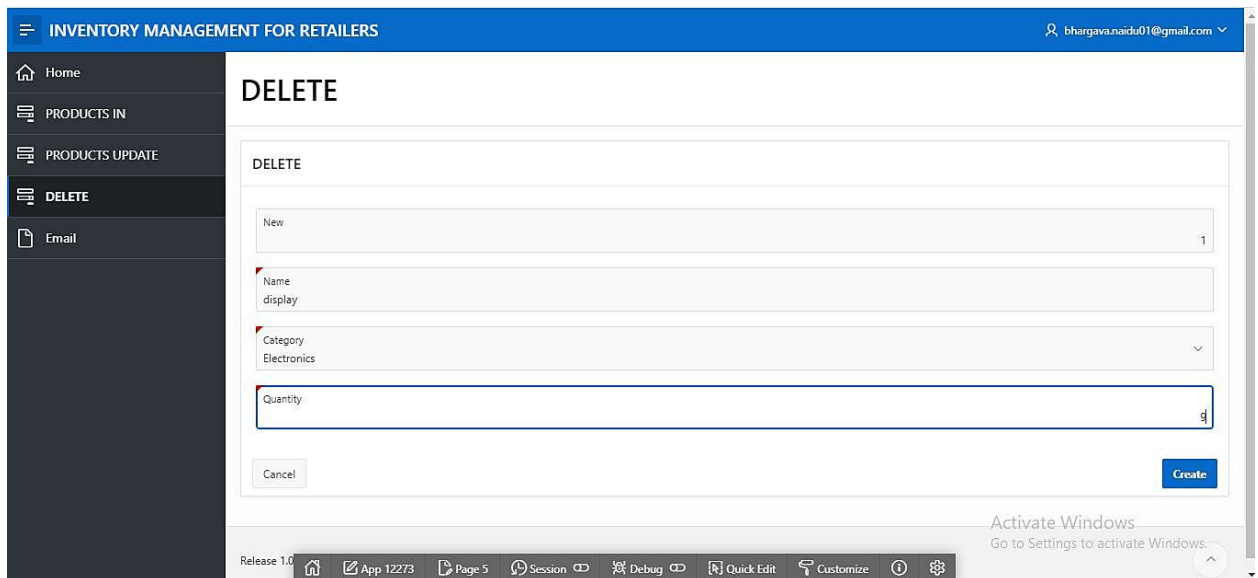 INVENTORY MANAGEMENT FOR RETAILERS
bhargava.naidu01@gmail.com
Home
PRODUCTS IN
PRODUCTS UPDATE
DELETE
Email
DELETE
DELETE
New
1
Name
display
Category
Electronics
Quantity
9
Cancel
Create
Activate Windows
Go to Settings to activate Windows.
Release 1.0
App 12273
Page 5
Session
Debug
Quick Edit
Customize